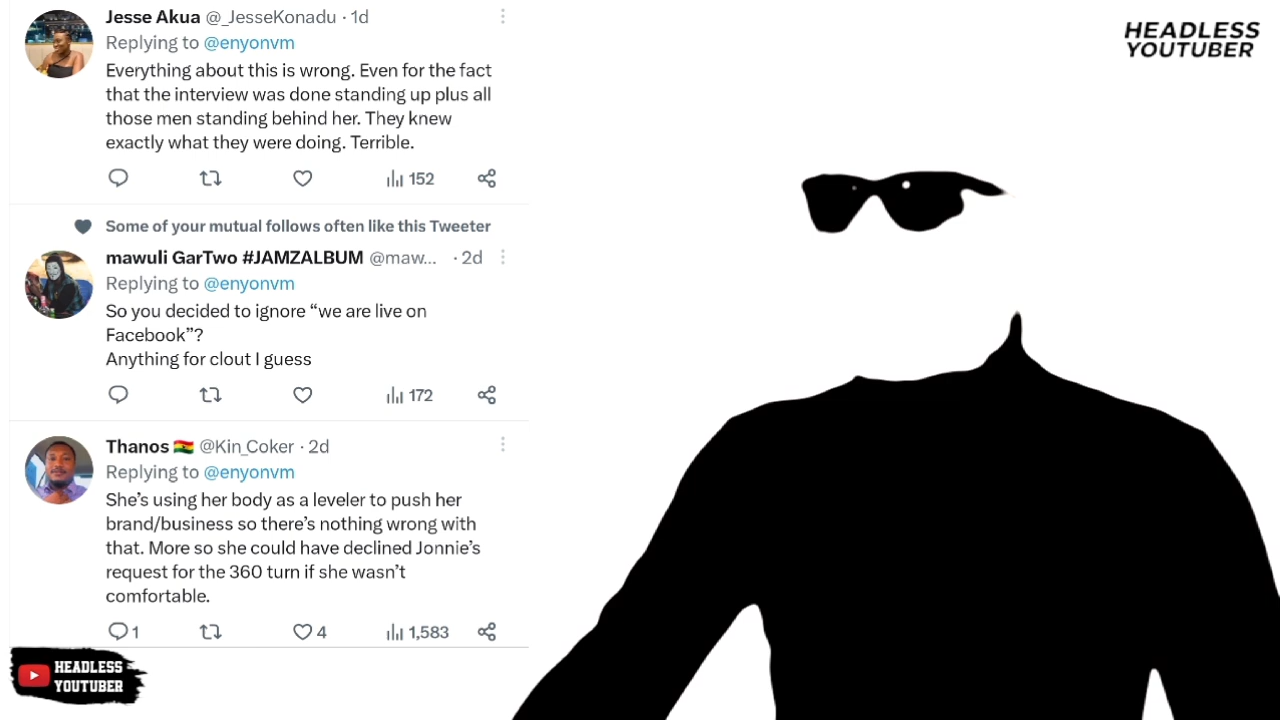 Jesse Akua @_JesseKonadu · 1d
Replying to @enyonvm
Everything about this is wrong. Even for the fact
that the interview was done standing up plus all
those men standing behind her. They knew
exactly what they were doing. Terrible.
152
Some of your mutual follows often like this Tweeter
mawuli GarTwo #JAMZALBUM @maw... · 2d
Replying to @enyonvm
So you decided to ignore “we are live on
Facebook”?
Anything for clout I guess
172
Thanos 🇬🇭 @Kin_Coker · 2d
Replying to @enyonvm
She’s using her body as a leveler to push her
brand/business so there’s nothing wrong with
that. More so she could have declined Jonnie’s
request for the 360 turn if she wasn’t
comfortable.
1 4 1,583
HEADLESS
YOUTUBER
HEADLESS
YOUTUBER